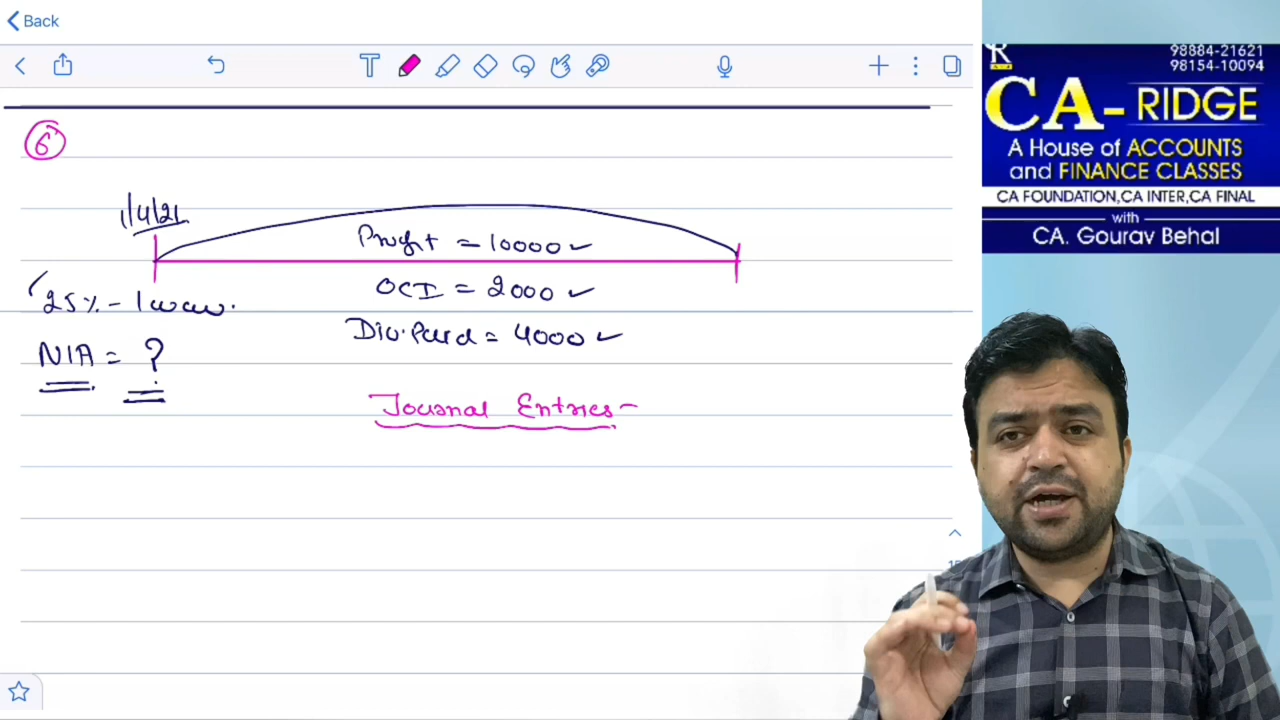 Back
98884-21621
98154-10094
CA- RIDGE
A House of ACCOUNTS
and FINANCE CLASSES
CA FOUNDATION,CA INTER,CA FINAL
with
CA. Gourav Behal
6
1/4/21
Profit = 10000 ✓
25% -
OCI = 2000 ✓
Div. Paid = 4000 ✓
NIA = ?
Journal Entries -